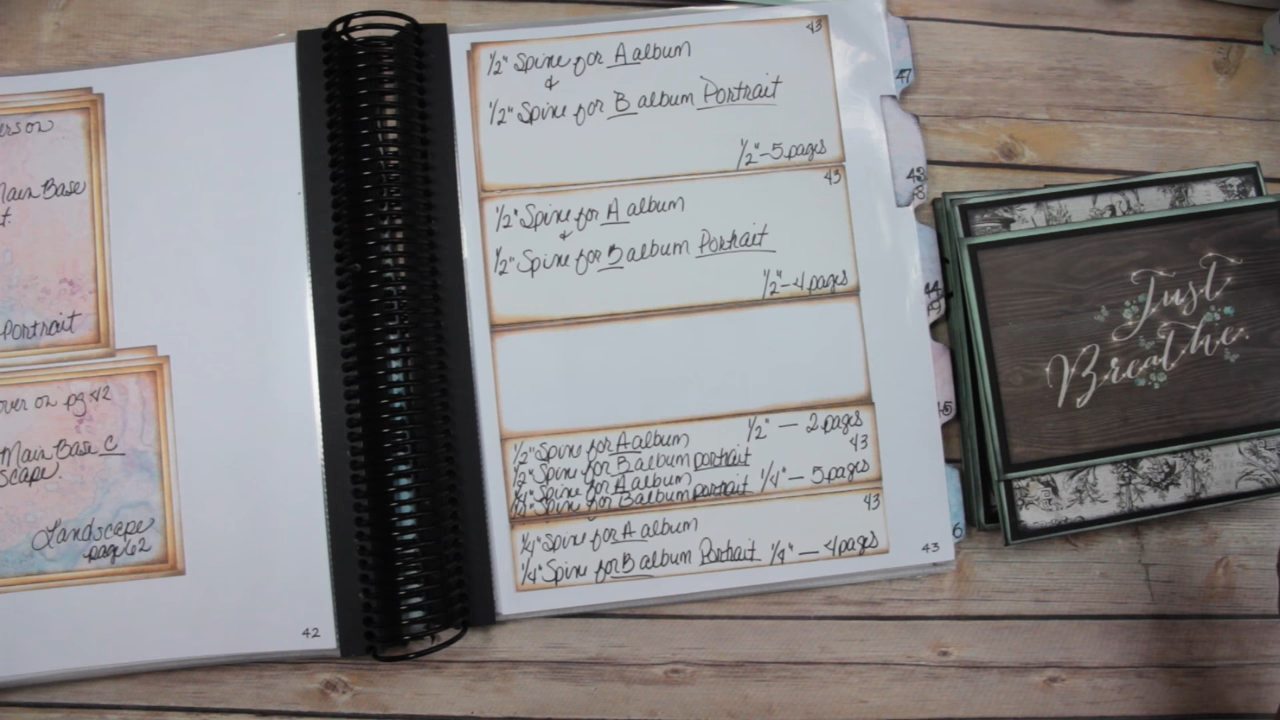 Main Base
Portrait
over on pg 42
Main Base C
Landscape
page 62
42
43
1/2" Spine for A album
&
1/2" Spine for B album Portrait
1/2" - 5 pages
43
1/2" Spine for A album
&
1/2" Spine for B album Portrait
1/2" - 4 pages
1/2" Spine for A album 1/2" — 2 pages
1/2" Spine for B album portrait 43
1/4" Spine for A album 1/4" — 5 pages
1/4" Spine for B album portrait
43
1/4" Spine for A album
1/4" Spine for B album Portrait 1/4" — 4 pages
43
47
44
Just
Breathe.